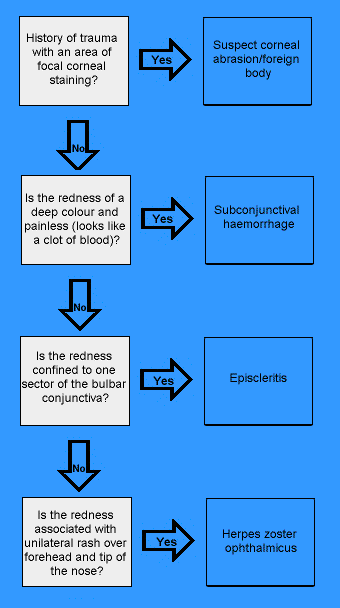 History of trauma
with an area of
focal corneal
staining?
Yes
Suspect corneal
abrasion/foreign
body
No
Is the redness of a
deep colour and
painless (looks like
a clot of blood)?
Yes
Subconjunctival
haemorrhage
No
Is the redness
confined to one
sector of the bulbar
conjunctiva?
Yes
Episcleritis
No
Is the redness
associated with
unilateral rash over
forehead and tip of
the nose?
Yes
Herpes zoster
ophthalmicus